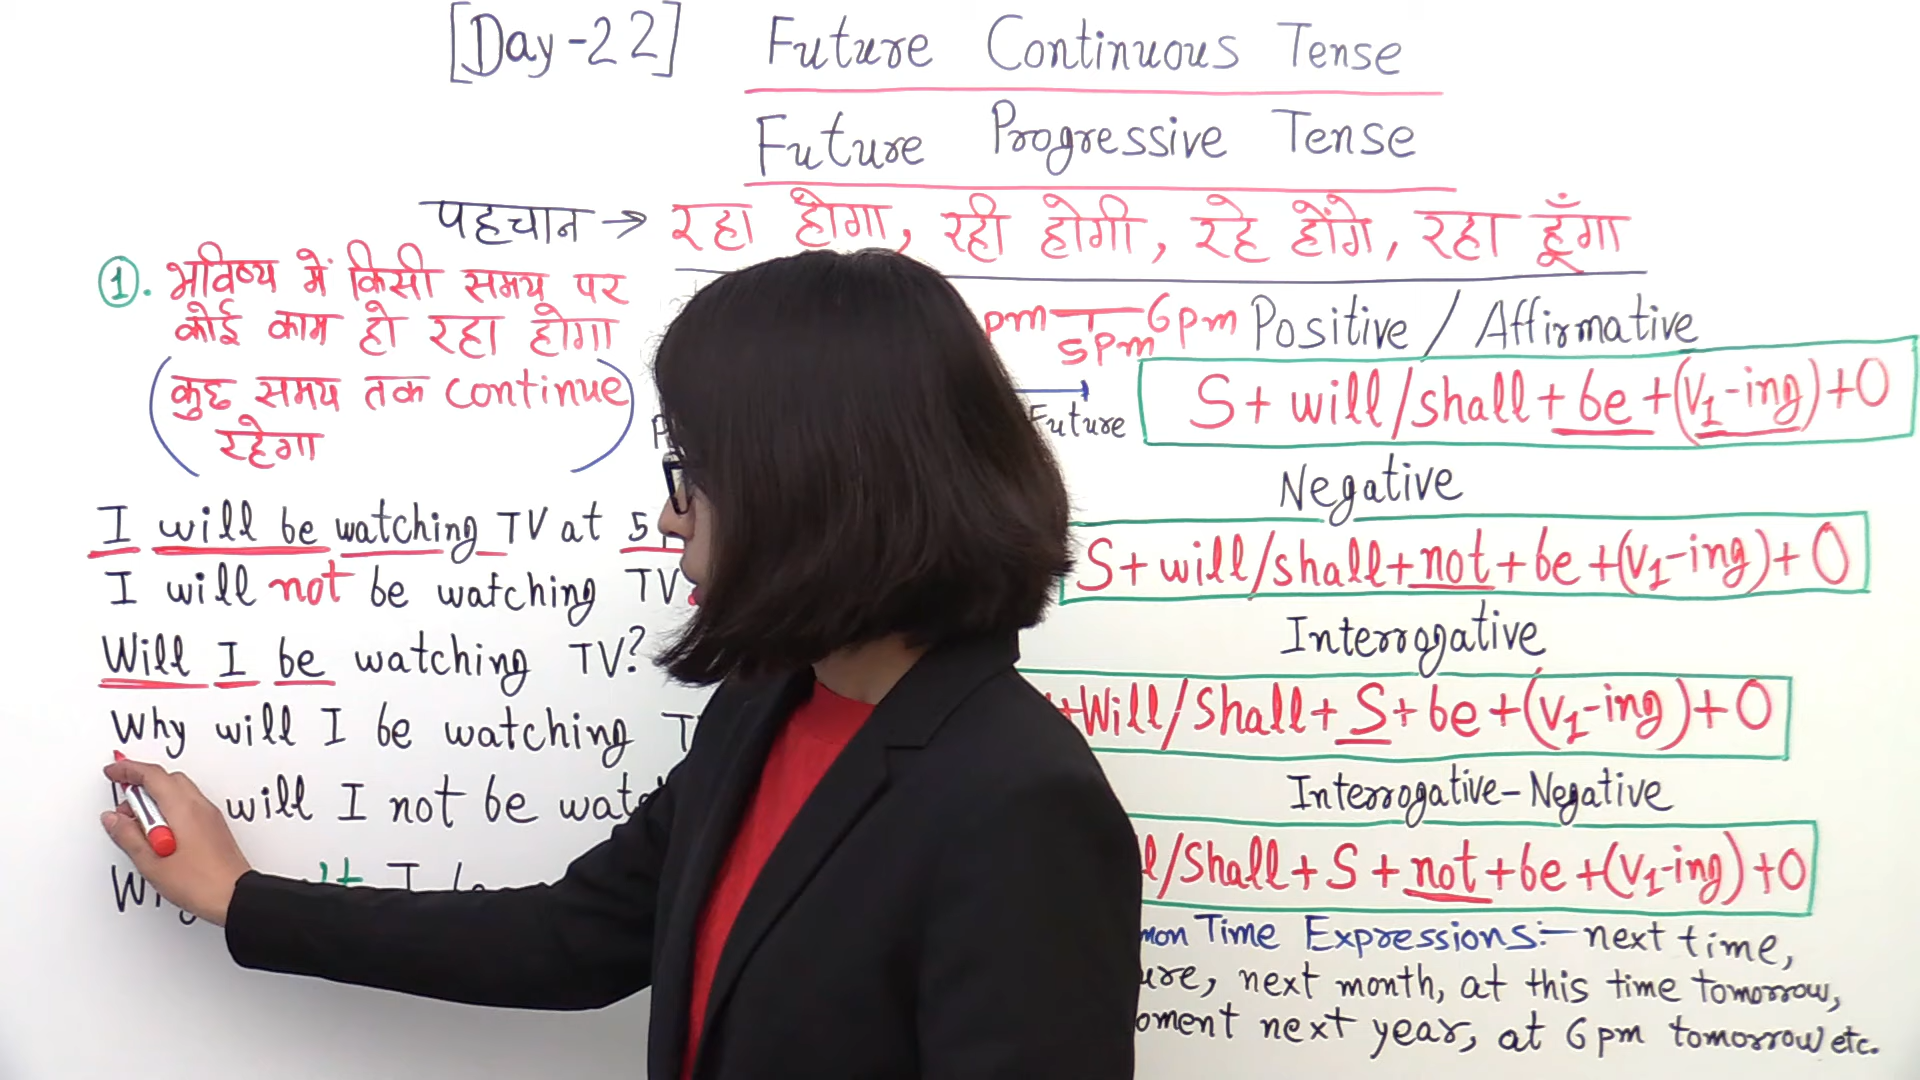 [Day-22] Future Continuous Tense
Future Progressive Tense
पहचान → रहा होगा, रही होगी, रहे होंगे, रहा हूँगा
1. भविष्य में किसी समय पर
कोई काम हो रहा होगा
(कुछ समय तक continue
रहेगा)
pm 6pm
5pm
Future
I will be watching TV at 5
I will not be watching TV
Will I be watching TV?
Why will I be watching
will I not be
Positive / Affirmative
S+ will/shall+be+(V1-ing)+O
Negative
S+will/shall+not+be+(V1-ing)+O
Interrogative
+Will/Shall+S+be+(V1-ing)+O
Interrogative-Negative
/Shall+S+not+be+(V1-ing)+O
Time Expressions:- next time,
next month, at this time tomorrow,
next year, at 6pm tomorrow etc.